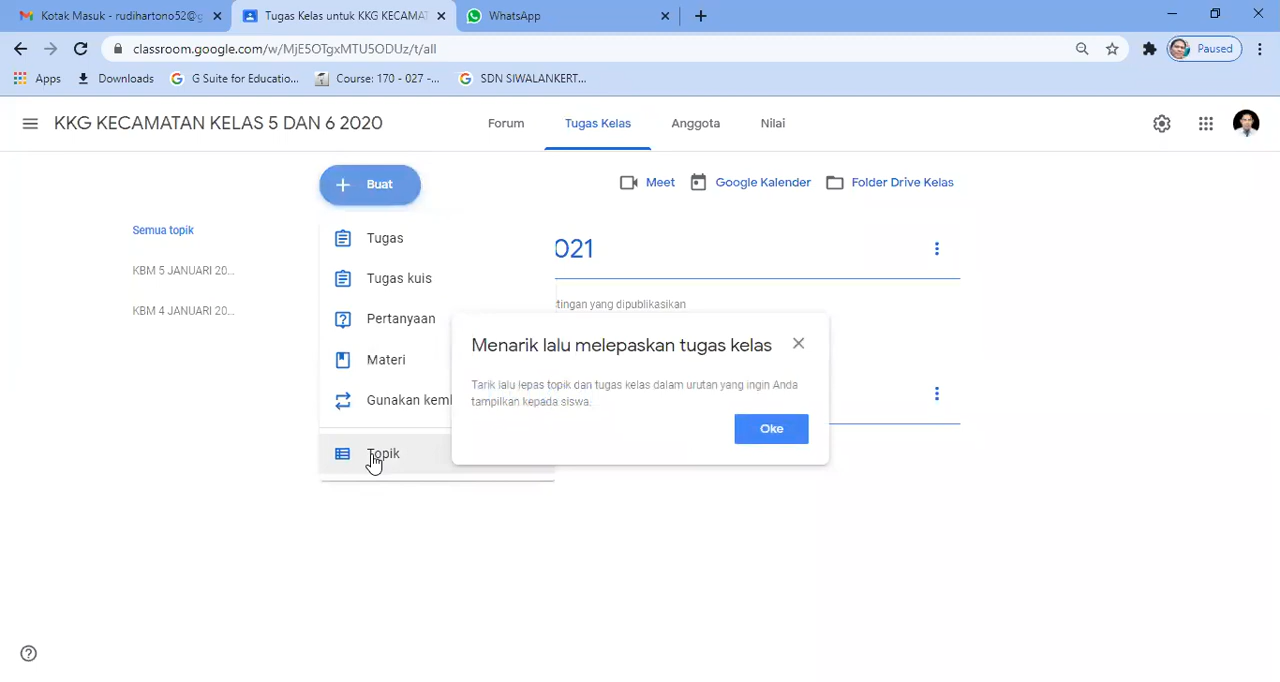 Kotak Masuk - rudihartono52@g
Tugas Kelas untuk KKG KECAMAT
WhatsApp
classroom.google.com/w/MjE5OTgxMTU5ODUz/t/all
Paused
Apps
Downloads
G Suite for Educatio...
Course: 170 - 027 -...
SDN SIWALANKERT...
KKG KECAMATAN KELAS 5 DAN 6 2020
Forum
Tugas Kelas
Anggota
Nilai
Buat
Meet
Google Kalender
Folder Drive Kelas
Semua topik
KBM 5 JANUARI 20...
KBM 4 JANUARI 20...
Tugas
Tugas kuis
Pertanyaan
Materi
Gunakan kemb
Topik
021
tingan yang dipublikasikan
Menarik lalu melepaskan tugas kelas
Tarik lalu lepas topik dan tugas kelas dalam urutan yang ingin Anda
tampilkan kepada siswa.
Oke